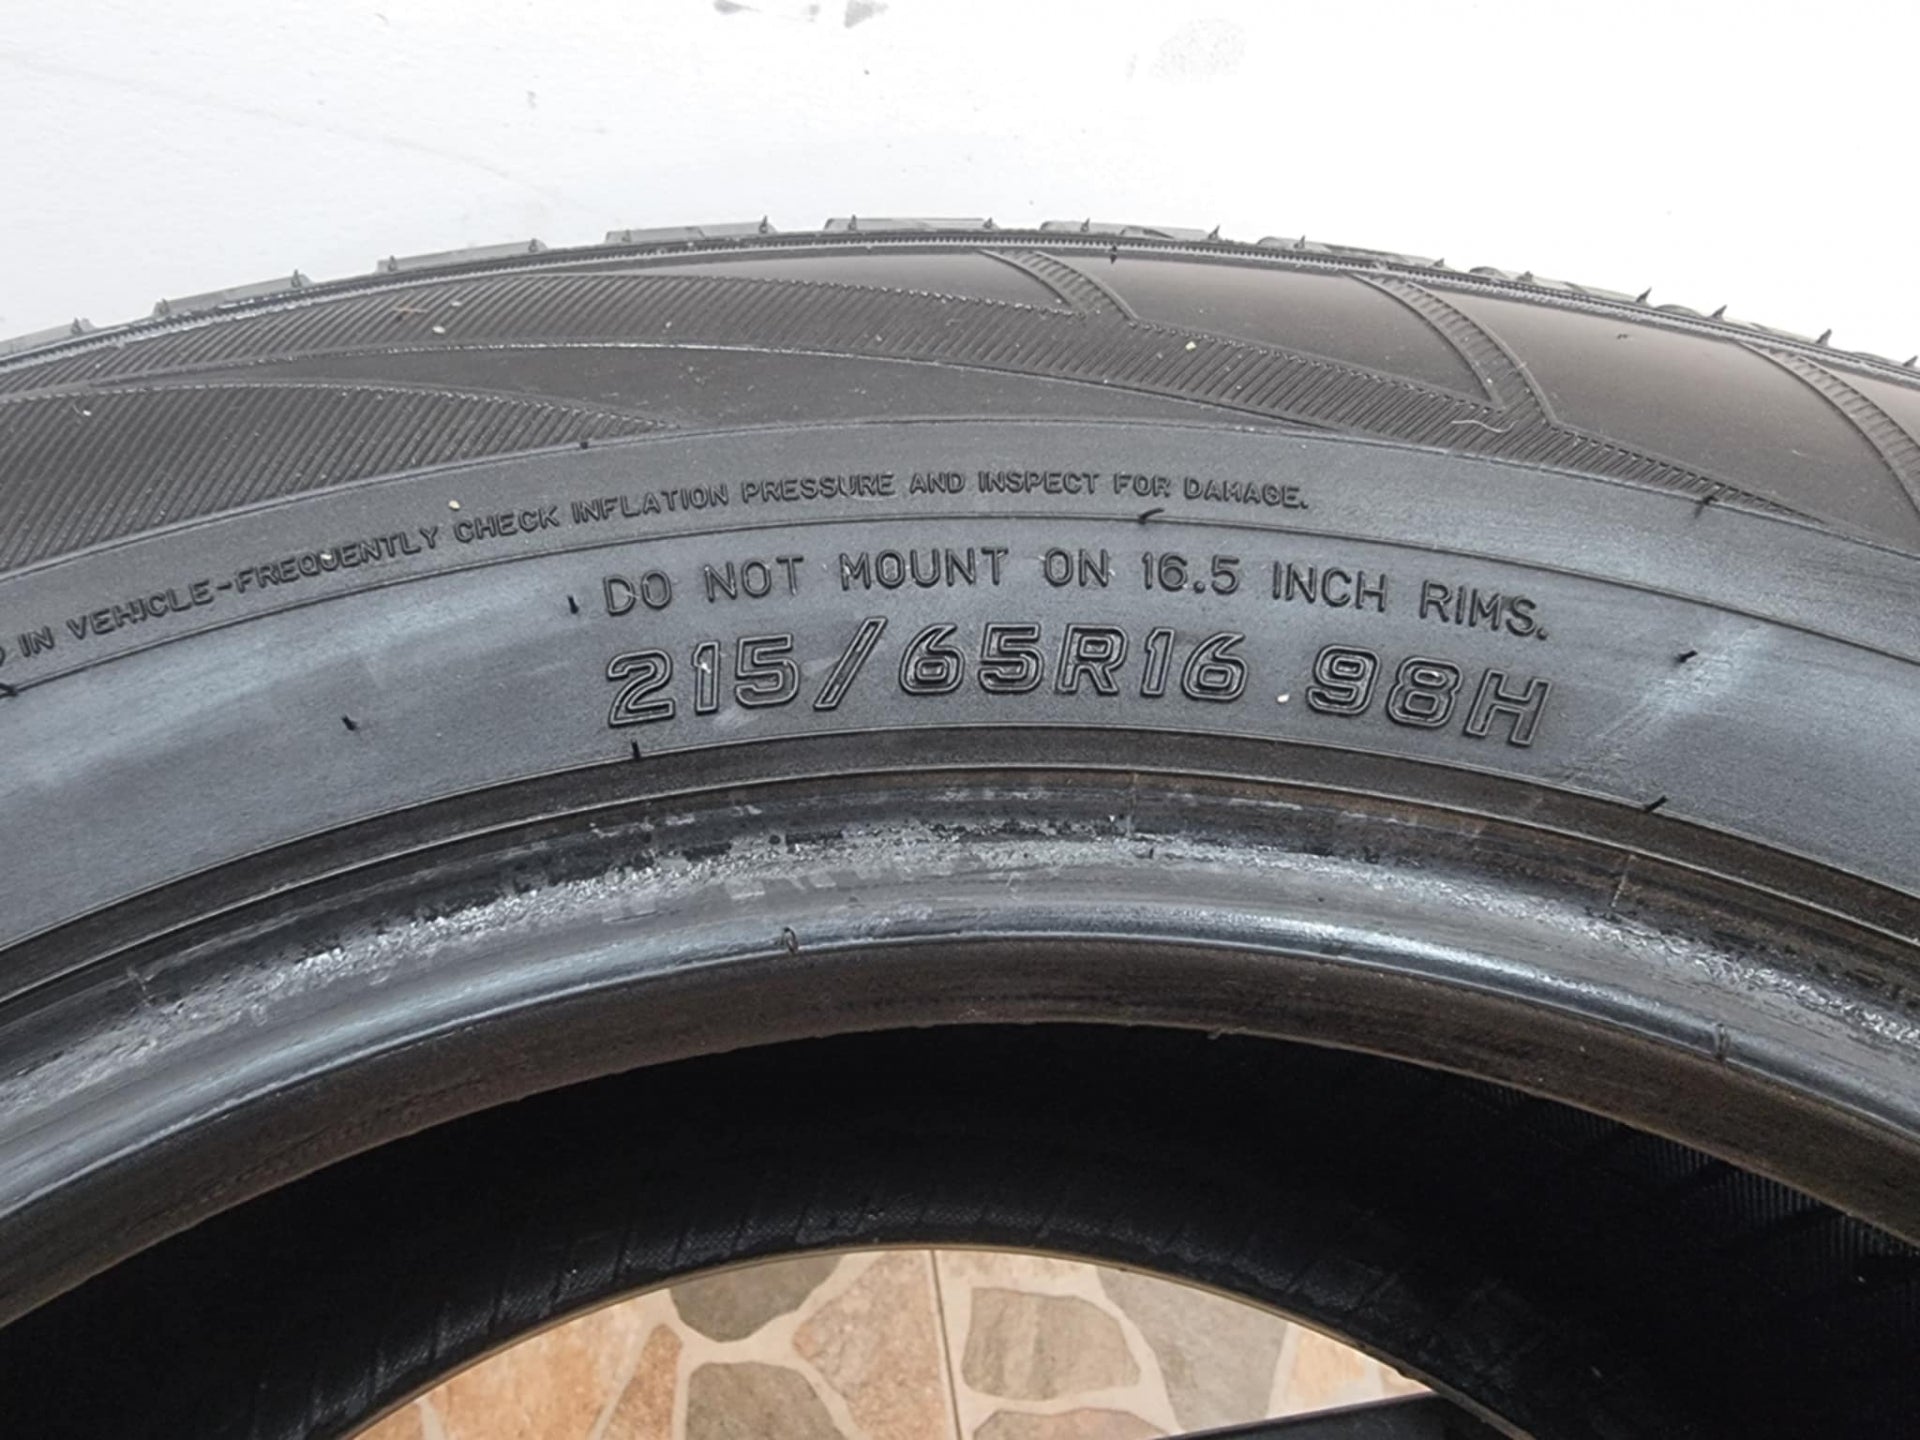 IN VEHICLE-FREQUENTLY CHECK INFLATION PRESSURE AND INSPECT FOR DAMAGE.
DO NOT MOUNT ON 16.5 INCH RIMS.
215/65R16 98H